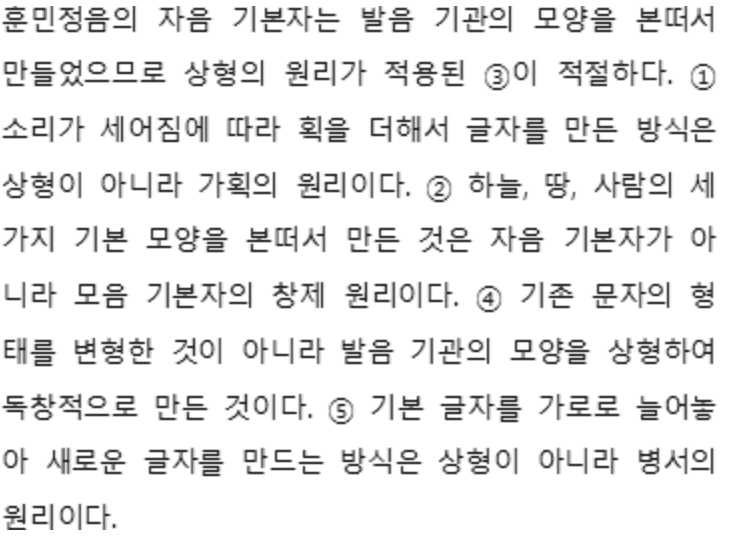 훈민정음의 자음 기본자는 발음 기관의 모양을 본떠서
만들었으므로 상형의 원리가 적용된 ③이 적절하다. ①
소리가 세어짐에 따라 획을 더해서 글자를 만든 방식은
상형이 아니라 가획의 원리이다. ② 하늘, 땅, 사람의 세
가지 기본 모양을 본떠서 만든 것은 자음 기본자가 아
니라 모음 기본자의 창제 원리이다. ④ 기존 문자의 형
태를 변형한 것이 아니라 발음 기관의 모양을 상형하여
독창적으로 만든 것이다. ⑤ 기본 글자를 가로로 늘어놓
아 새로운 글자를 만드는 방식은 상형이 아니라 병서의
원리이다.